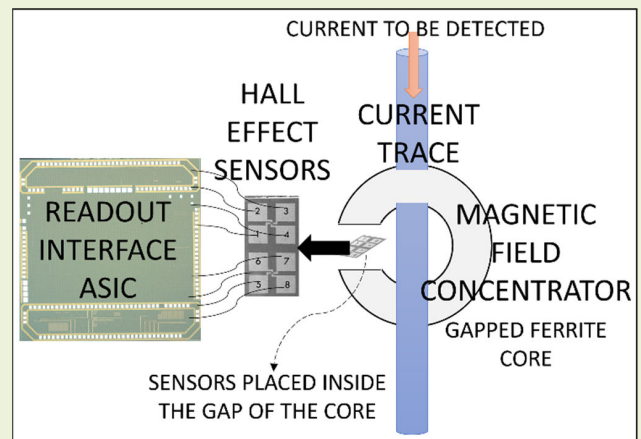 CURRENT TO BE DETECTED
HALL
EFFECT
SENSORS
CURRENT
TRACE
READOUT
INTERFACE
ASIC
2 3
1 4
6 7
5 8
MAGNETIC
FIELD
CONCENTRATOR
GAPPED FERRITE
CORE
SENSORS PLACED INSIDE
THE GAP OF THE CORE